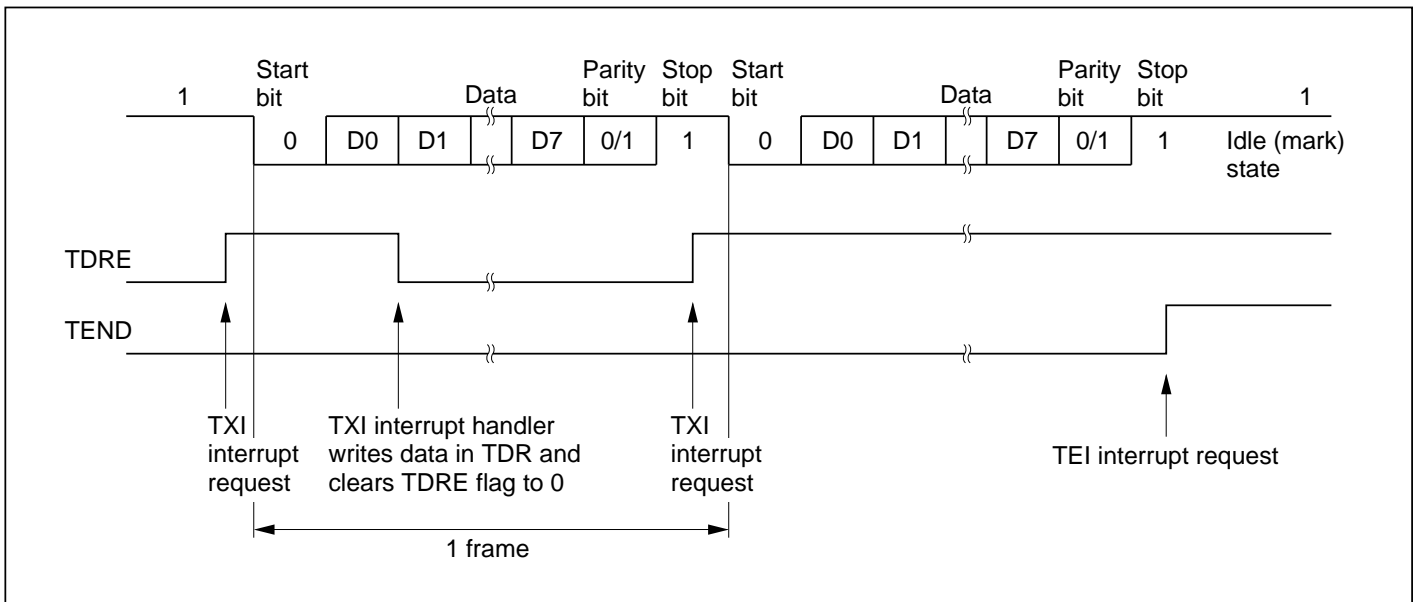 Start bit
Data
Parity bit
Stop bit
Start bit
Data
Parity bit
Stop bit
1
1
0
D0
D1
D7
0/1
1
0
D0
D1
D7
0/1
1
Idle (mark)
state
TDRE
TEND
TXI
interrupt
request
TXI interrupt handler
writes data in TDR and
clears TDRE flag to 0
TXI
interrupt
request
TEI interrupt request
1 frame